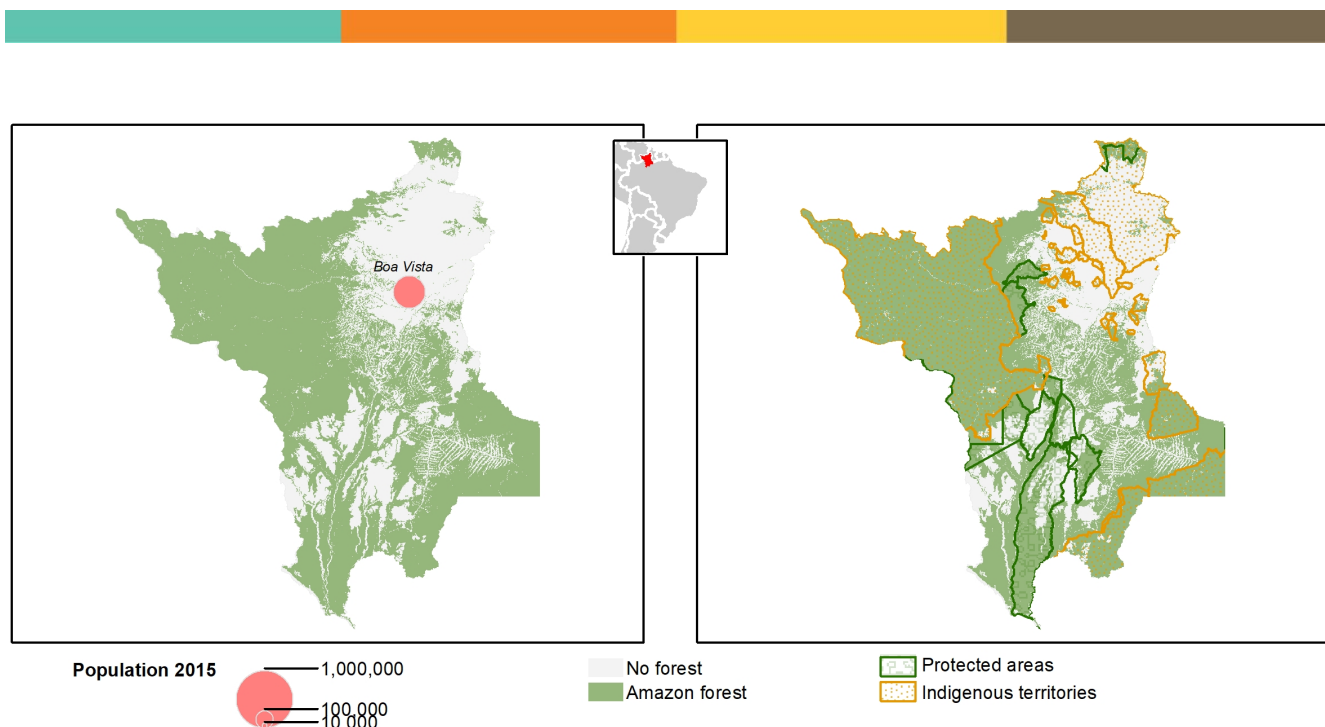 Boa Vista
Population 2015
1,000,000
100,000
10,000
No forest
Amazon forest
Protected areas
Indigenous territories